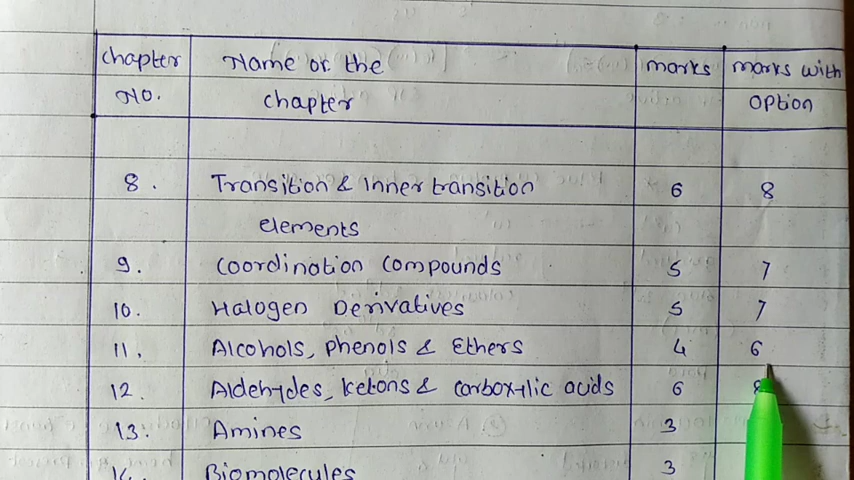 chapter No. Name of the chapter marks marks with option
8. Transition & Inner transition elements 6 8
9. Coordination compounds 5 7
10. Halogen Derivatives 5 7
11. Alcohols, phenols & Ethers 4 6
12. Aldehydes, ketons & carboxylic acids 6 8
13. Amines 3
14. Biomolecules 3